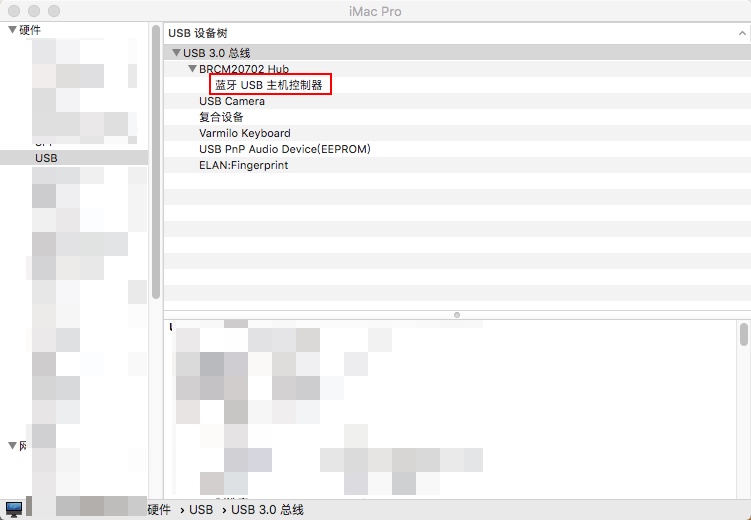 iMac Pro
硬件
USB
USB 设备树
USB 3.0 总线
BRCM20702 Hub
蓝牙 USB 主机控制器
USB Camera
复合设备
Varmilo Keyboard
USB PnP Audio Device(EEPROM)
ELAN:Fingerprint
硬件 › USB › USB 3.0 总线